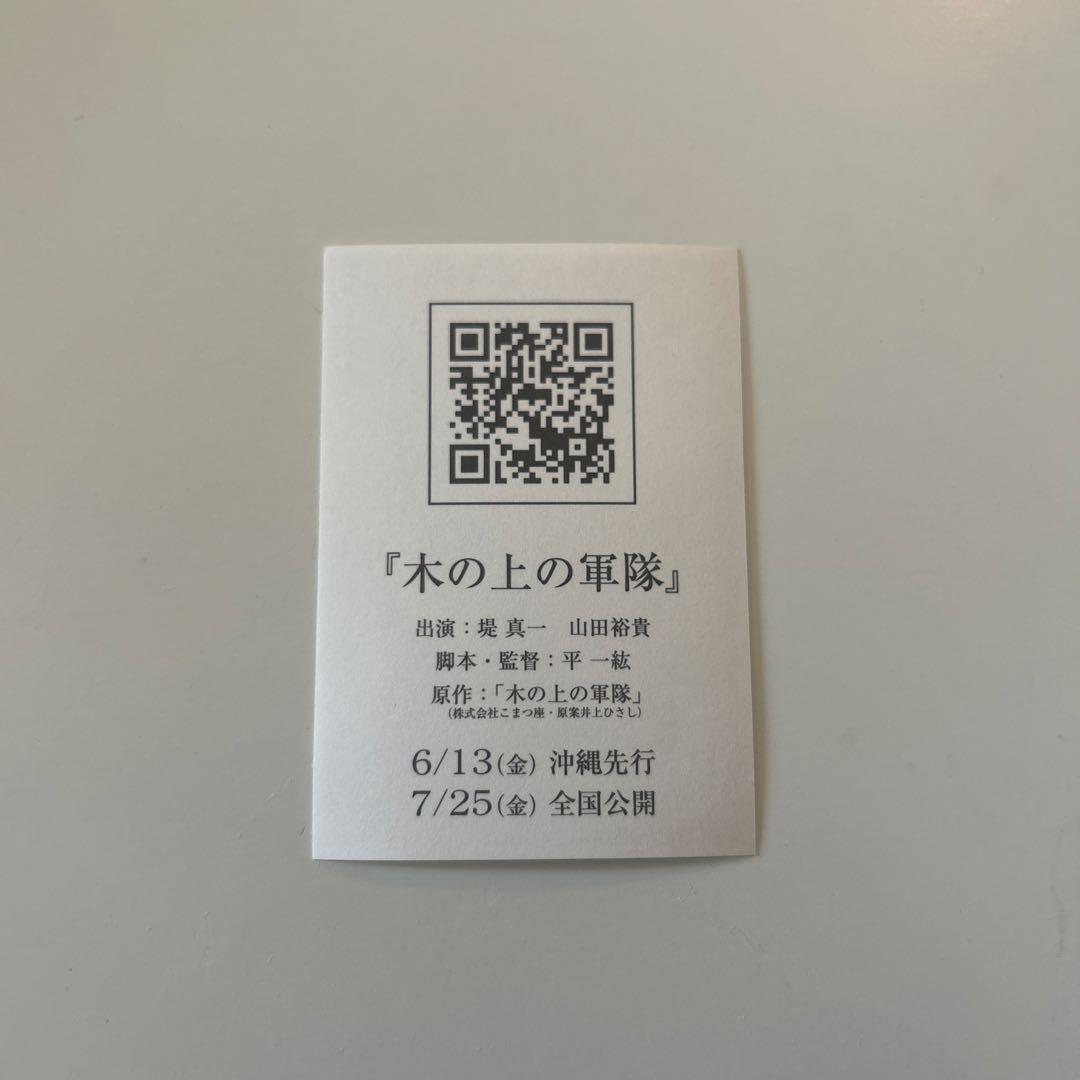 『木の上の軍隊』
出演：堤 真一　山田裕貴
脚本・監督：平 一紘
原作：「木の上の軍隊」
（株式会社こまつ座・原案井上ひさし）
6/13(金) 沖縄先行
7/25(金) 全国公開